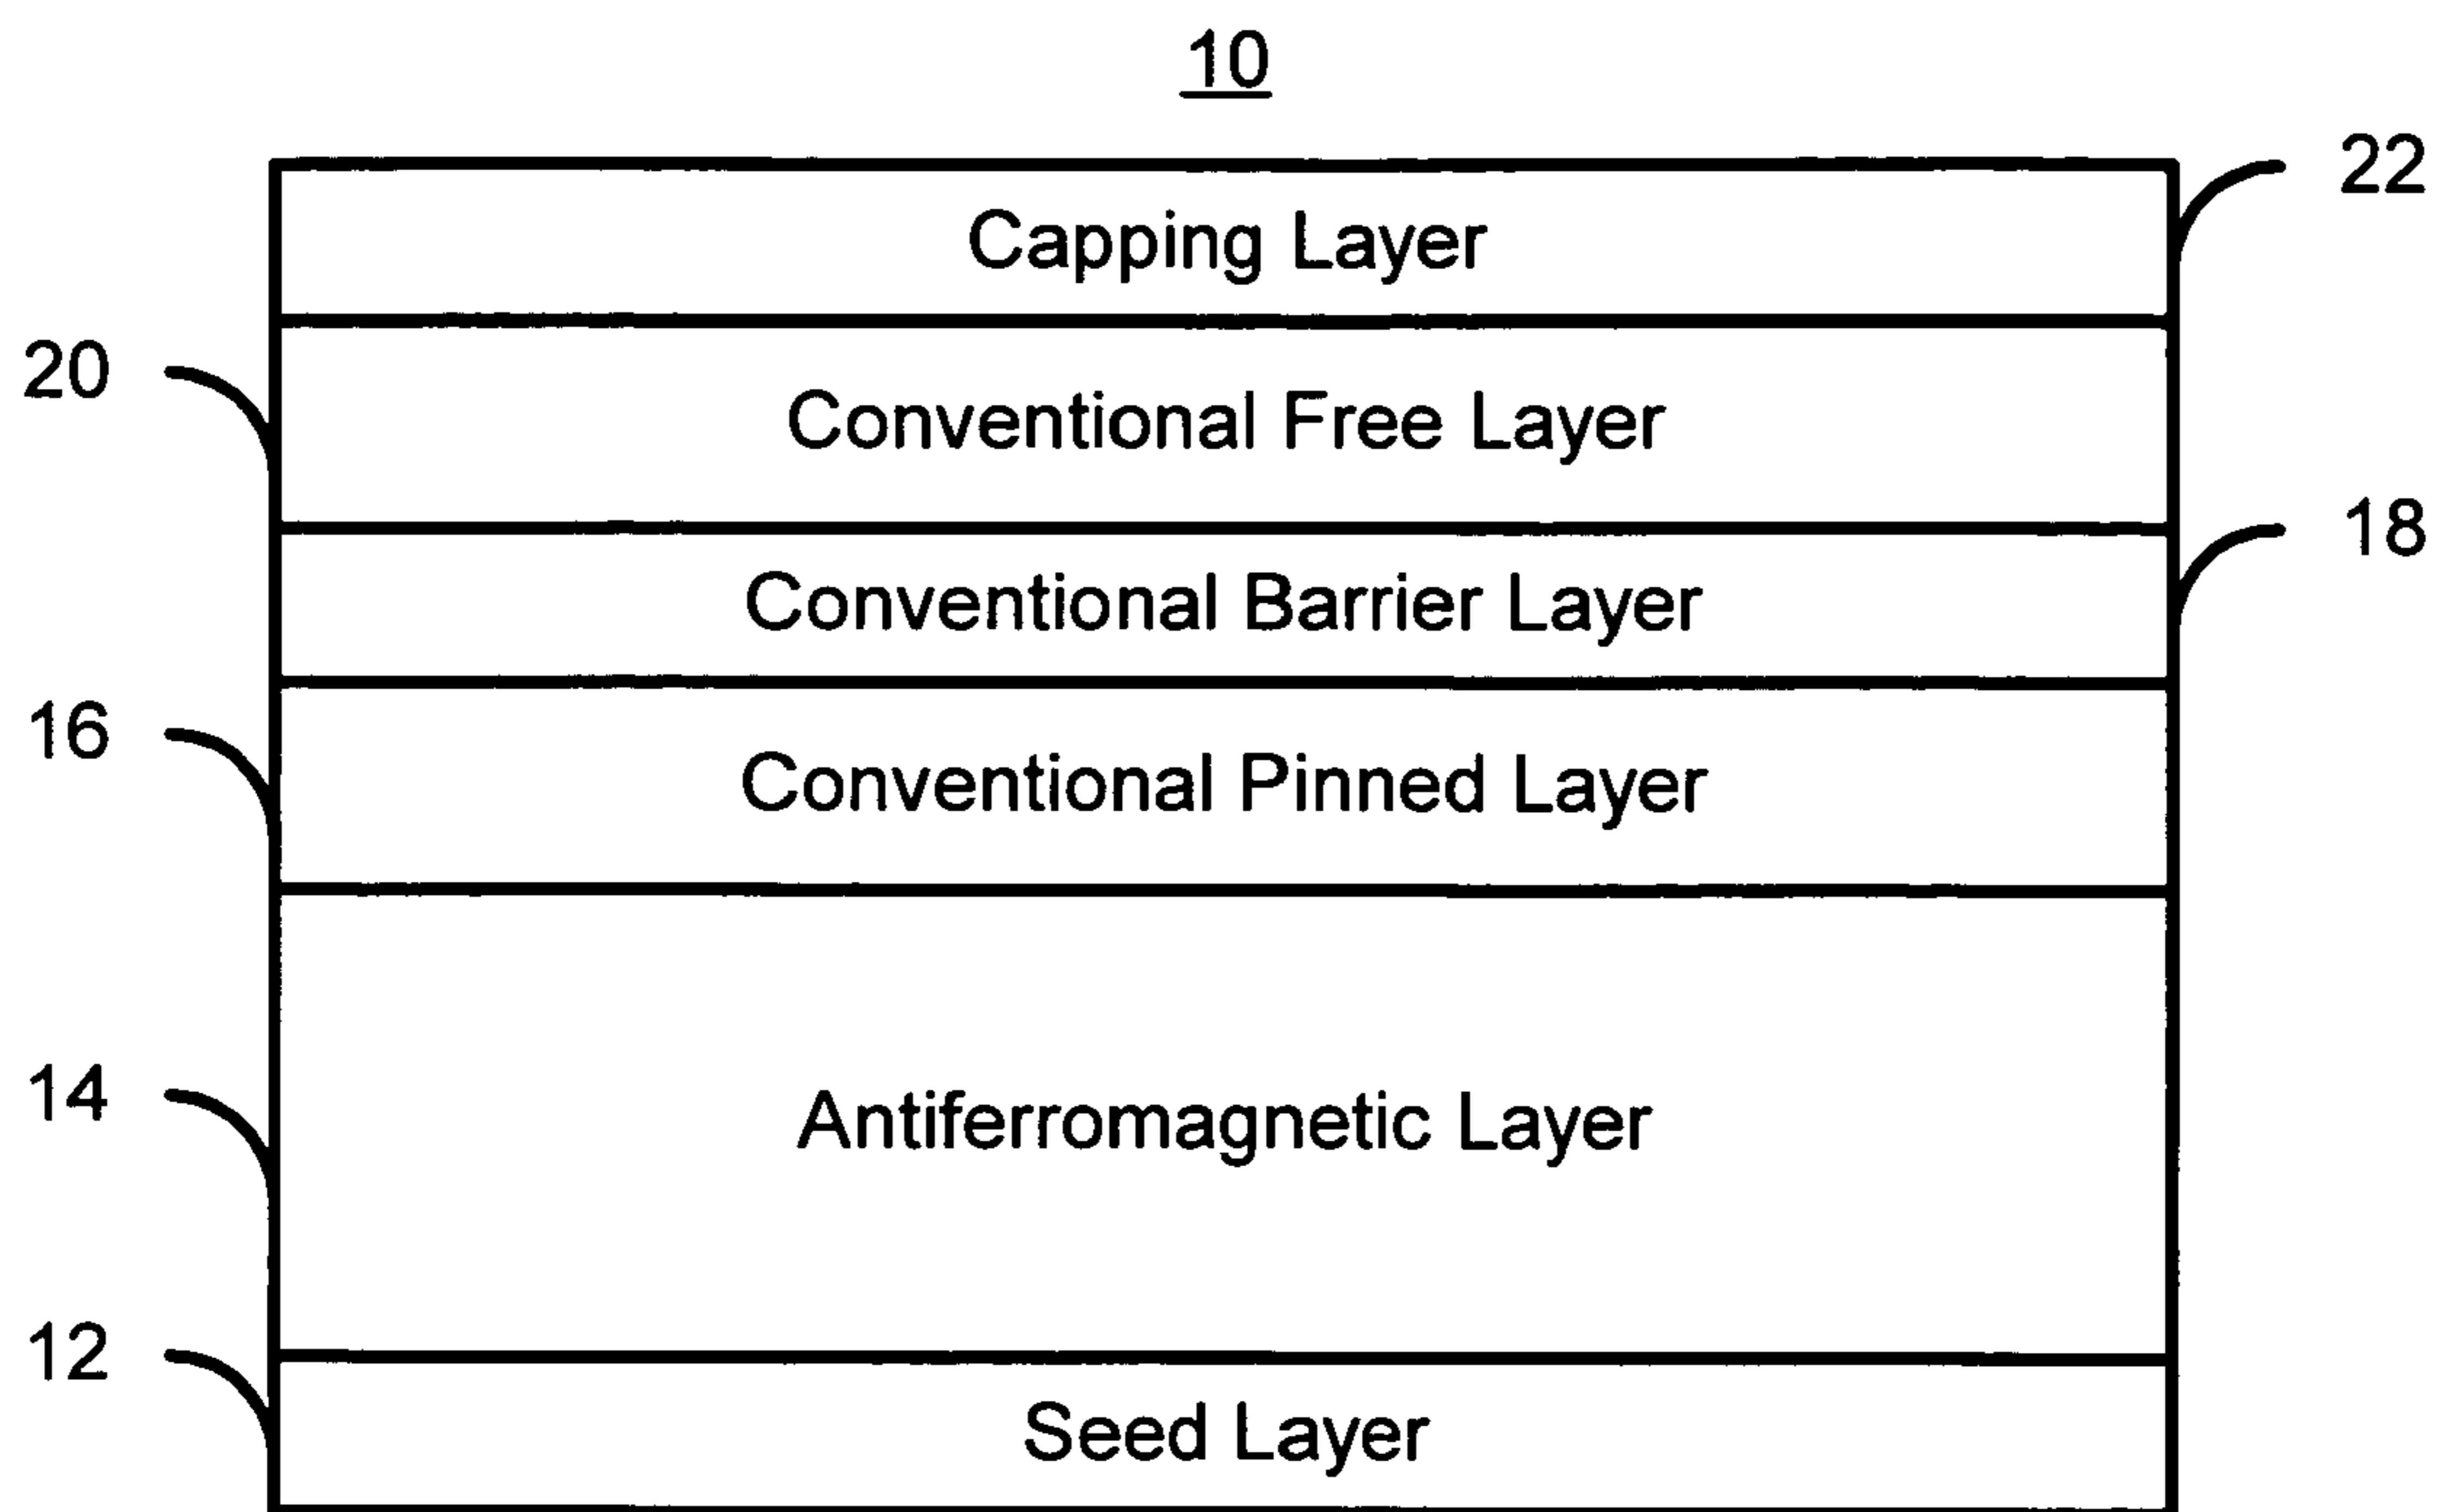 10
22
Capping Layer
20
Conventional Free Layer
18
Conventional Barrier Layer
16
Conventional Pinned Layer
14
Antiferromagnetic Layer
12
Seed Layer